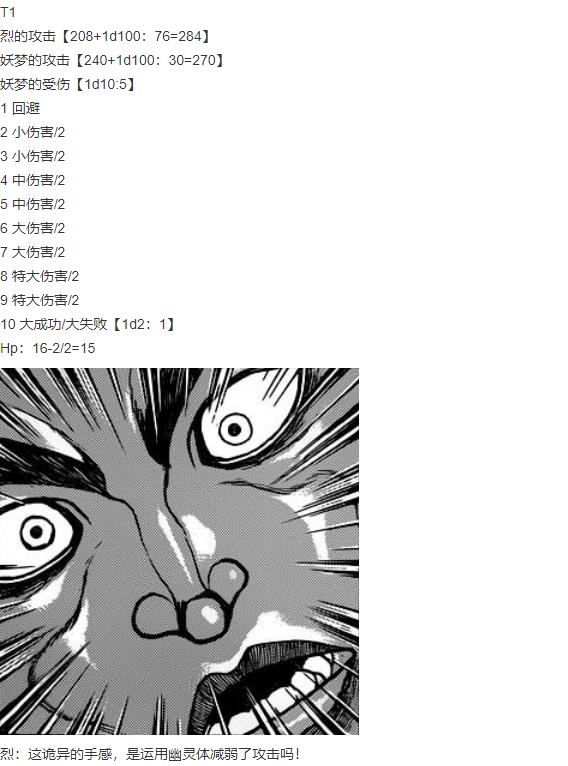 T1
烈的攻击【208+1d100：76=284】
妖梦的攻击【240+1d100：30=270】
妖梦的受伤【1d10:5】
1 回避
2 小伤害/2
3 小伤害/2
4 中伤害/2
5 中伤害/2
6 大伤害/2
7 大伤害/2
8 特大伤害/2
9 特大伤害/2
10 大成功/大失败【1d2：1】
Hp：16-2/2=15
烈：这诡异的手感，是运用幽灵体减弱了攻击吗！